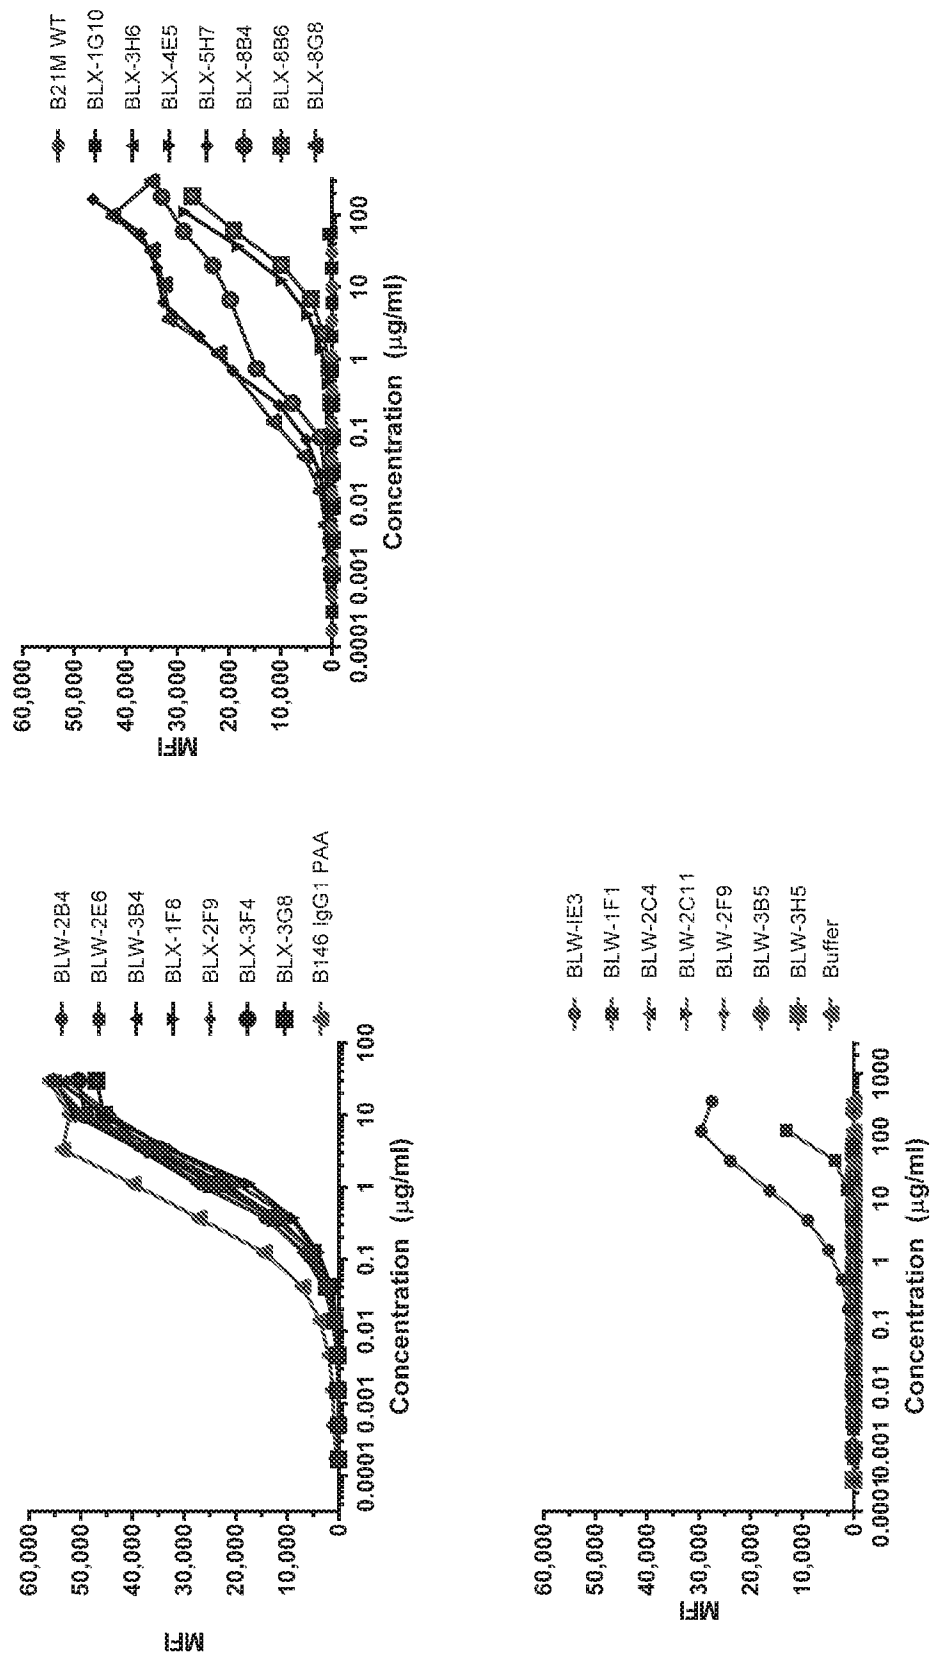 60,000
50,000
40,000
30,000
20,000
10,000
0
MFI
0.0001
0.001
0.01
0.1
1
10
100
Concentration (µg/ml)
BLW-2B4
BLW-2E6
BLW-3B4
BLX-1F8
BLX-2F9
BLX-3F4
BLX-3G8
B146 IgG1 PAA
60,000
50,000
40,000
30,000
20,000
10,000
0
MFI
0.0001
0.001
0.01
0.1
1
10
100
Concentration (µg/ml)
B21M WT
BLX-1G10
BLX-3H6
BLX-4E5
BLX-5H7
BLX-8B4
BLX-8B6
BLX-8G8
60,000
50,000
40,000
30,000
20,000
10,000
0
MFI
0.0001
0.001
0.01
0.1
1
10
100
1000
Concentration (µg/ml)
BLW-IE3
BLW-1F1
BLW-2C4
BLW-2C11
BLW-2F9
BLW-3B5
BLW-3H5
Buffer